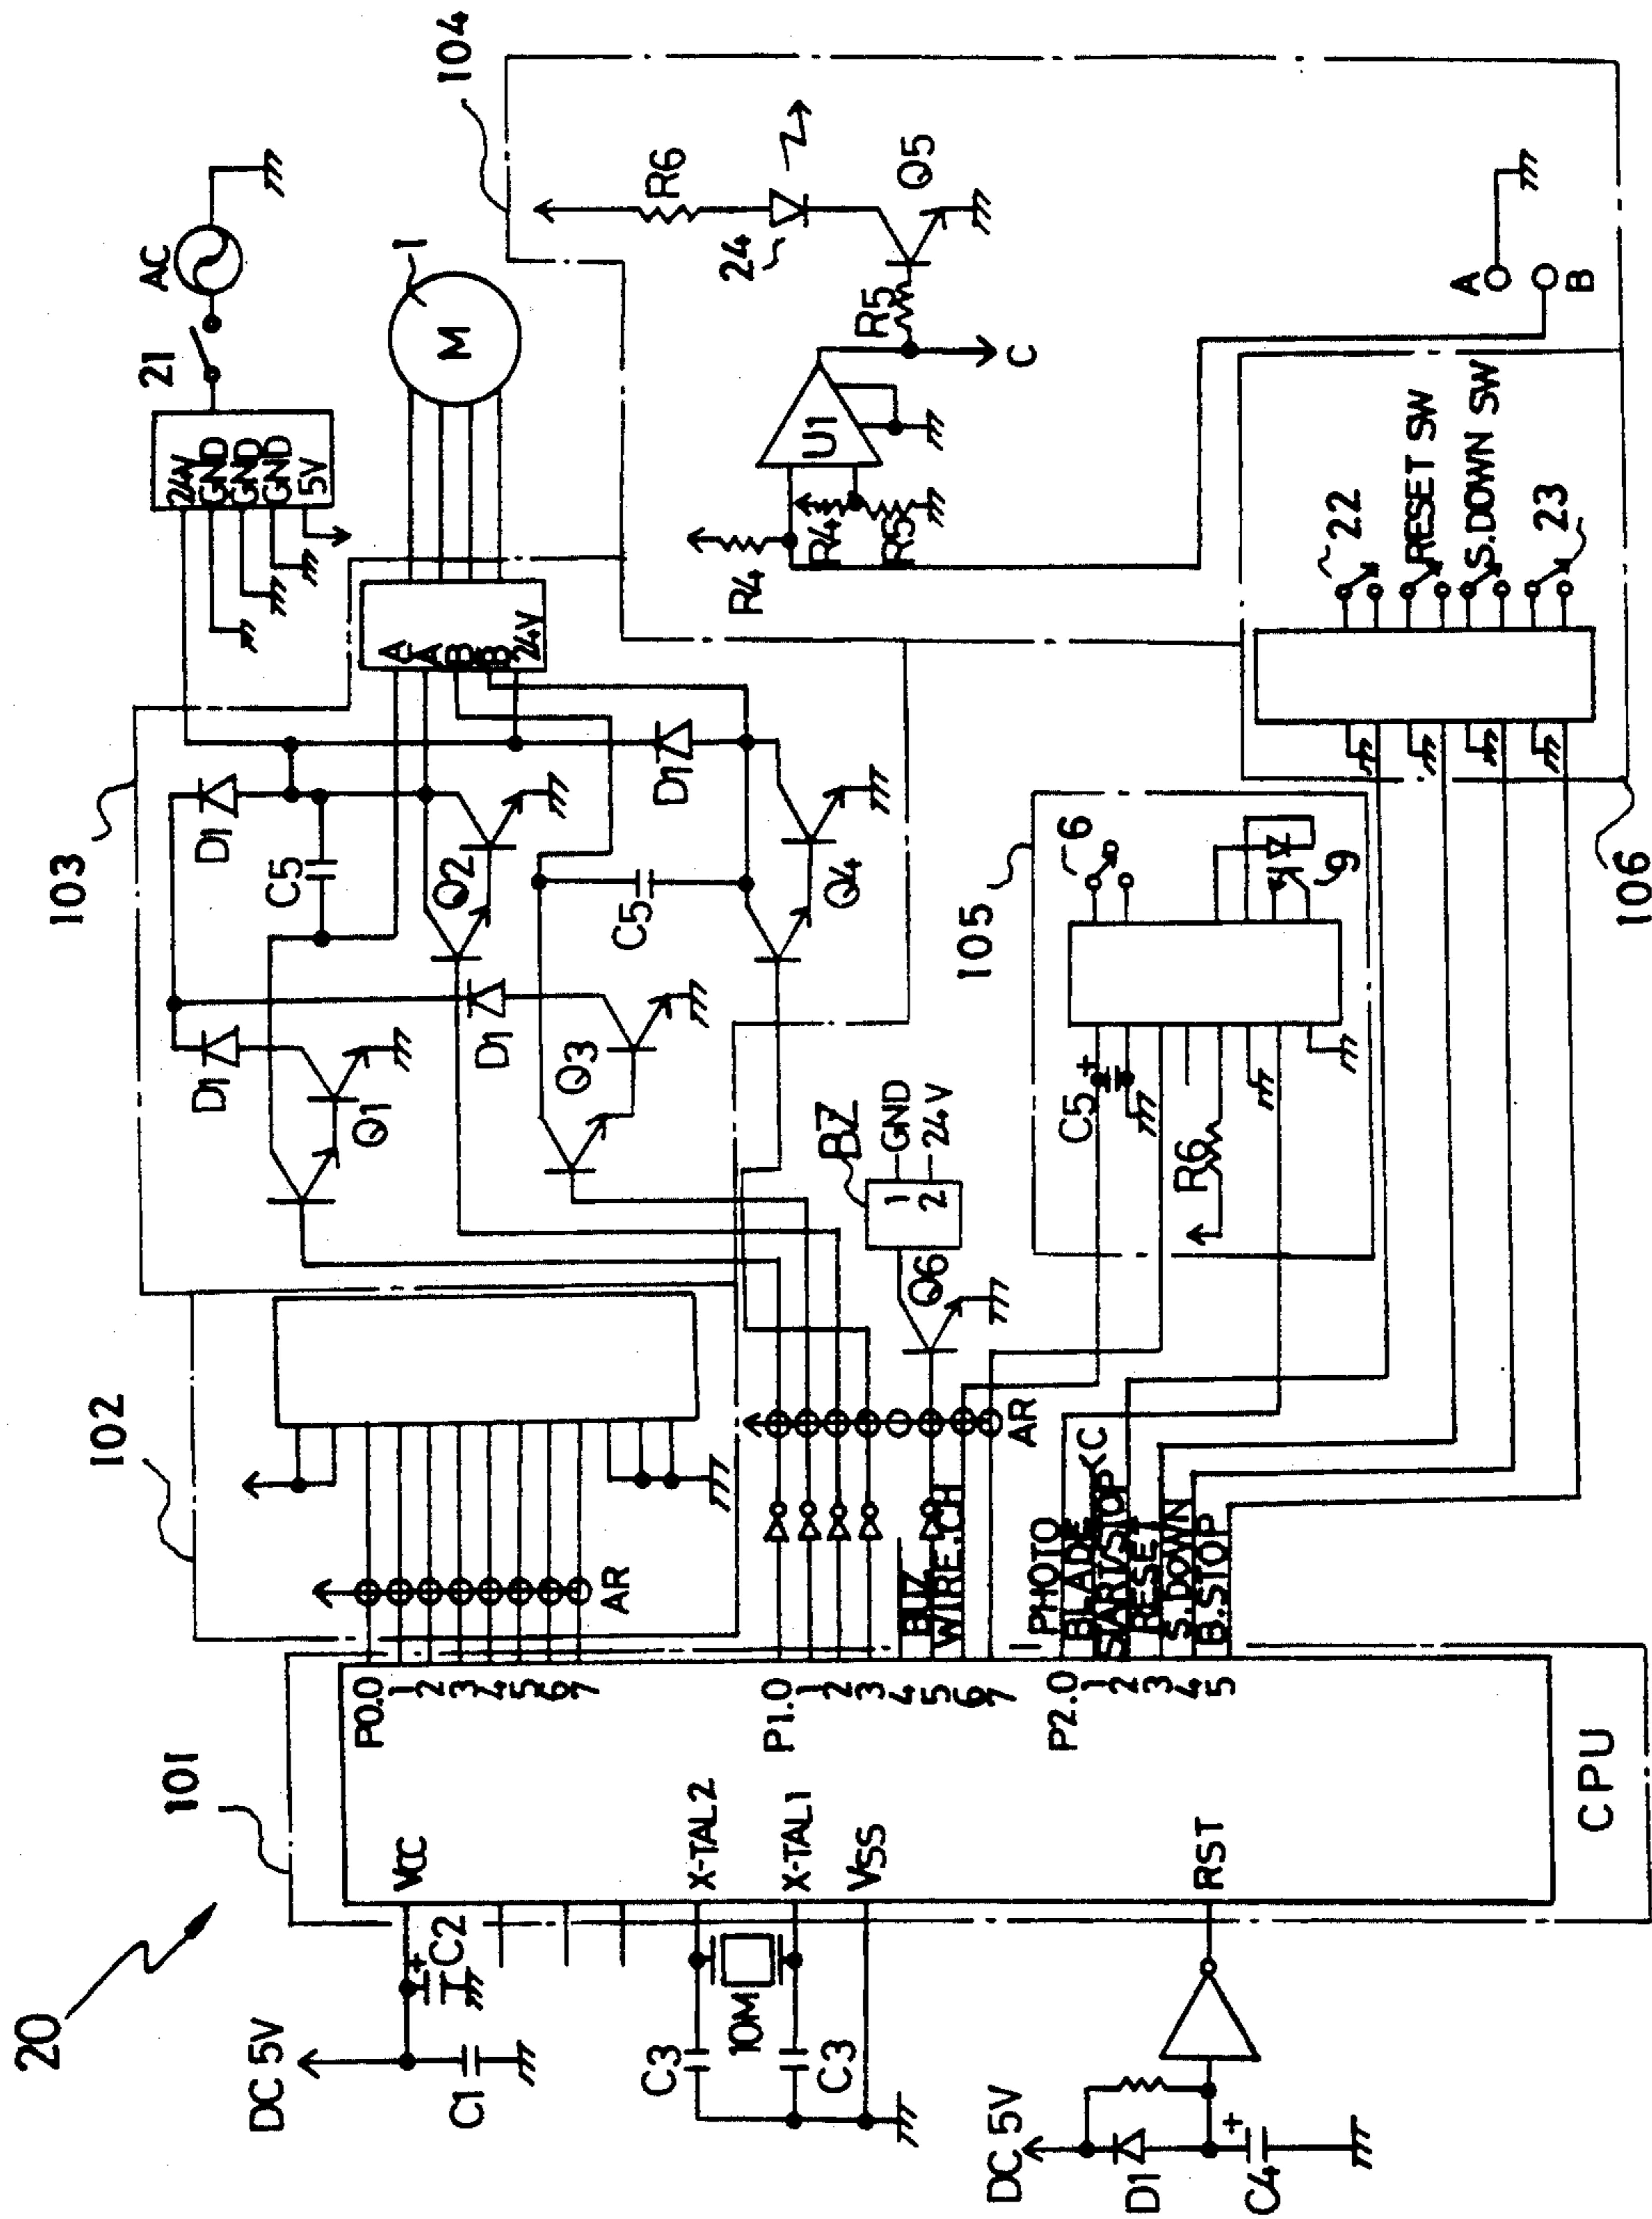 20
101
102
103
104
105
106
DC 5V
C1
C2
C3
10M
C3
DC 5V
D1
C4
VCC
X-TAL2
X-TAL1
VSS
RST
CPU
P0.0
1
2
3
4
5
6
7
P1.0
1
2
3
4
5
6
7
P2.0
1
2
3
4
5
AR
BUZ
WIRE.CH
PHOTO
BLADE
START/STOP
RESET
S.DOWN
B.STOP
C
AR
Q1
Q2
Q3
Q4
D1
D1
D1
D1
C5
C5
BZ
1
2
GND
24V
Q6
C5
R6
6
9
A
A
B
B
24V
24V
GND
GND
GND
5V
21
AC
M
1
R4
R4
R5
U1
R5
C
Q5
24
R6
A
B
22
RESET SW
S.DOWN SW
23